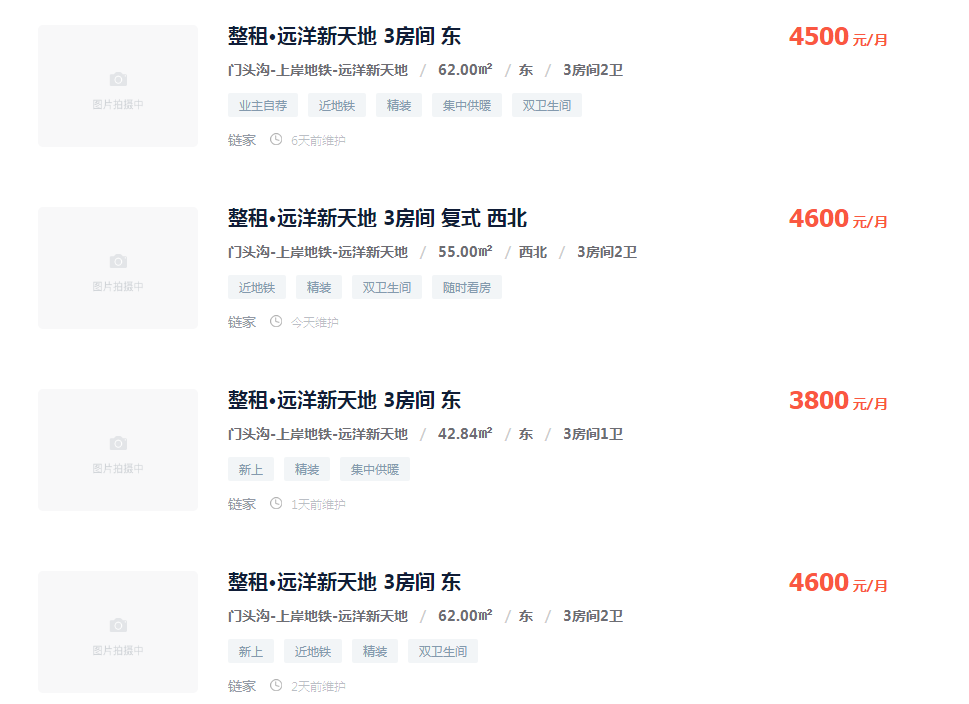 整租·远洋新天地 3房间 东
4500 元/月
门头沟-上岸地铁-远洋新天地 / 62.00㎡ / 东 / 3房间2卫
图片拍摄中
业主自荐 近地铁 精装 集中供暖 双卫生间
链家 6天前维护
整租·远洋新天地 3房间 复式 西北
4600 元/月
门头沟-上岸地铁-远洋新天地 / 55.00㎡ / 西北 / 3房间2卫
图片拍摄中
近地铁 精装 双卫生间 随时看房
链家 今天维护
整租·远洋新天地 3房间 东
3800 元/月
门头沟-上岸地铁-远洋新天地 / 42.84㎡ / 东 / 3房间1卫
图片拍摄中
新上 精装 集中供暖
链家 1天前维护
整租·远洋新天地 3房间 东
4600 元/月
门头沟-上岸地铁-远洋新天地 / 62.00㎡ / 东 / 3房间2卫
图片拍摄中
新上 近地铁 精装 双卫生间
链家 2天前维护